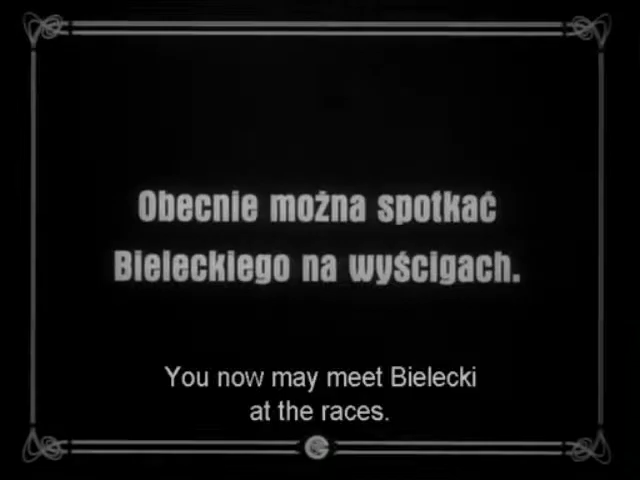 Obecnie można spotkać
Bieleckiego na wyścigach.
You now may meet Bielecki
at the races.